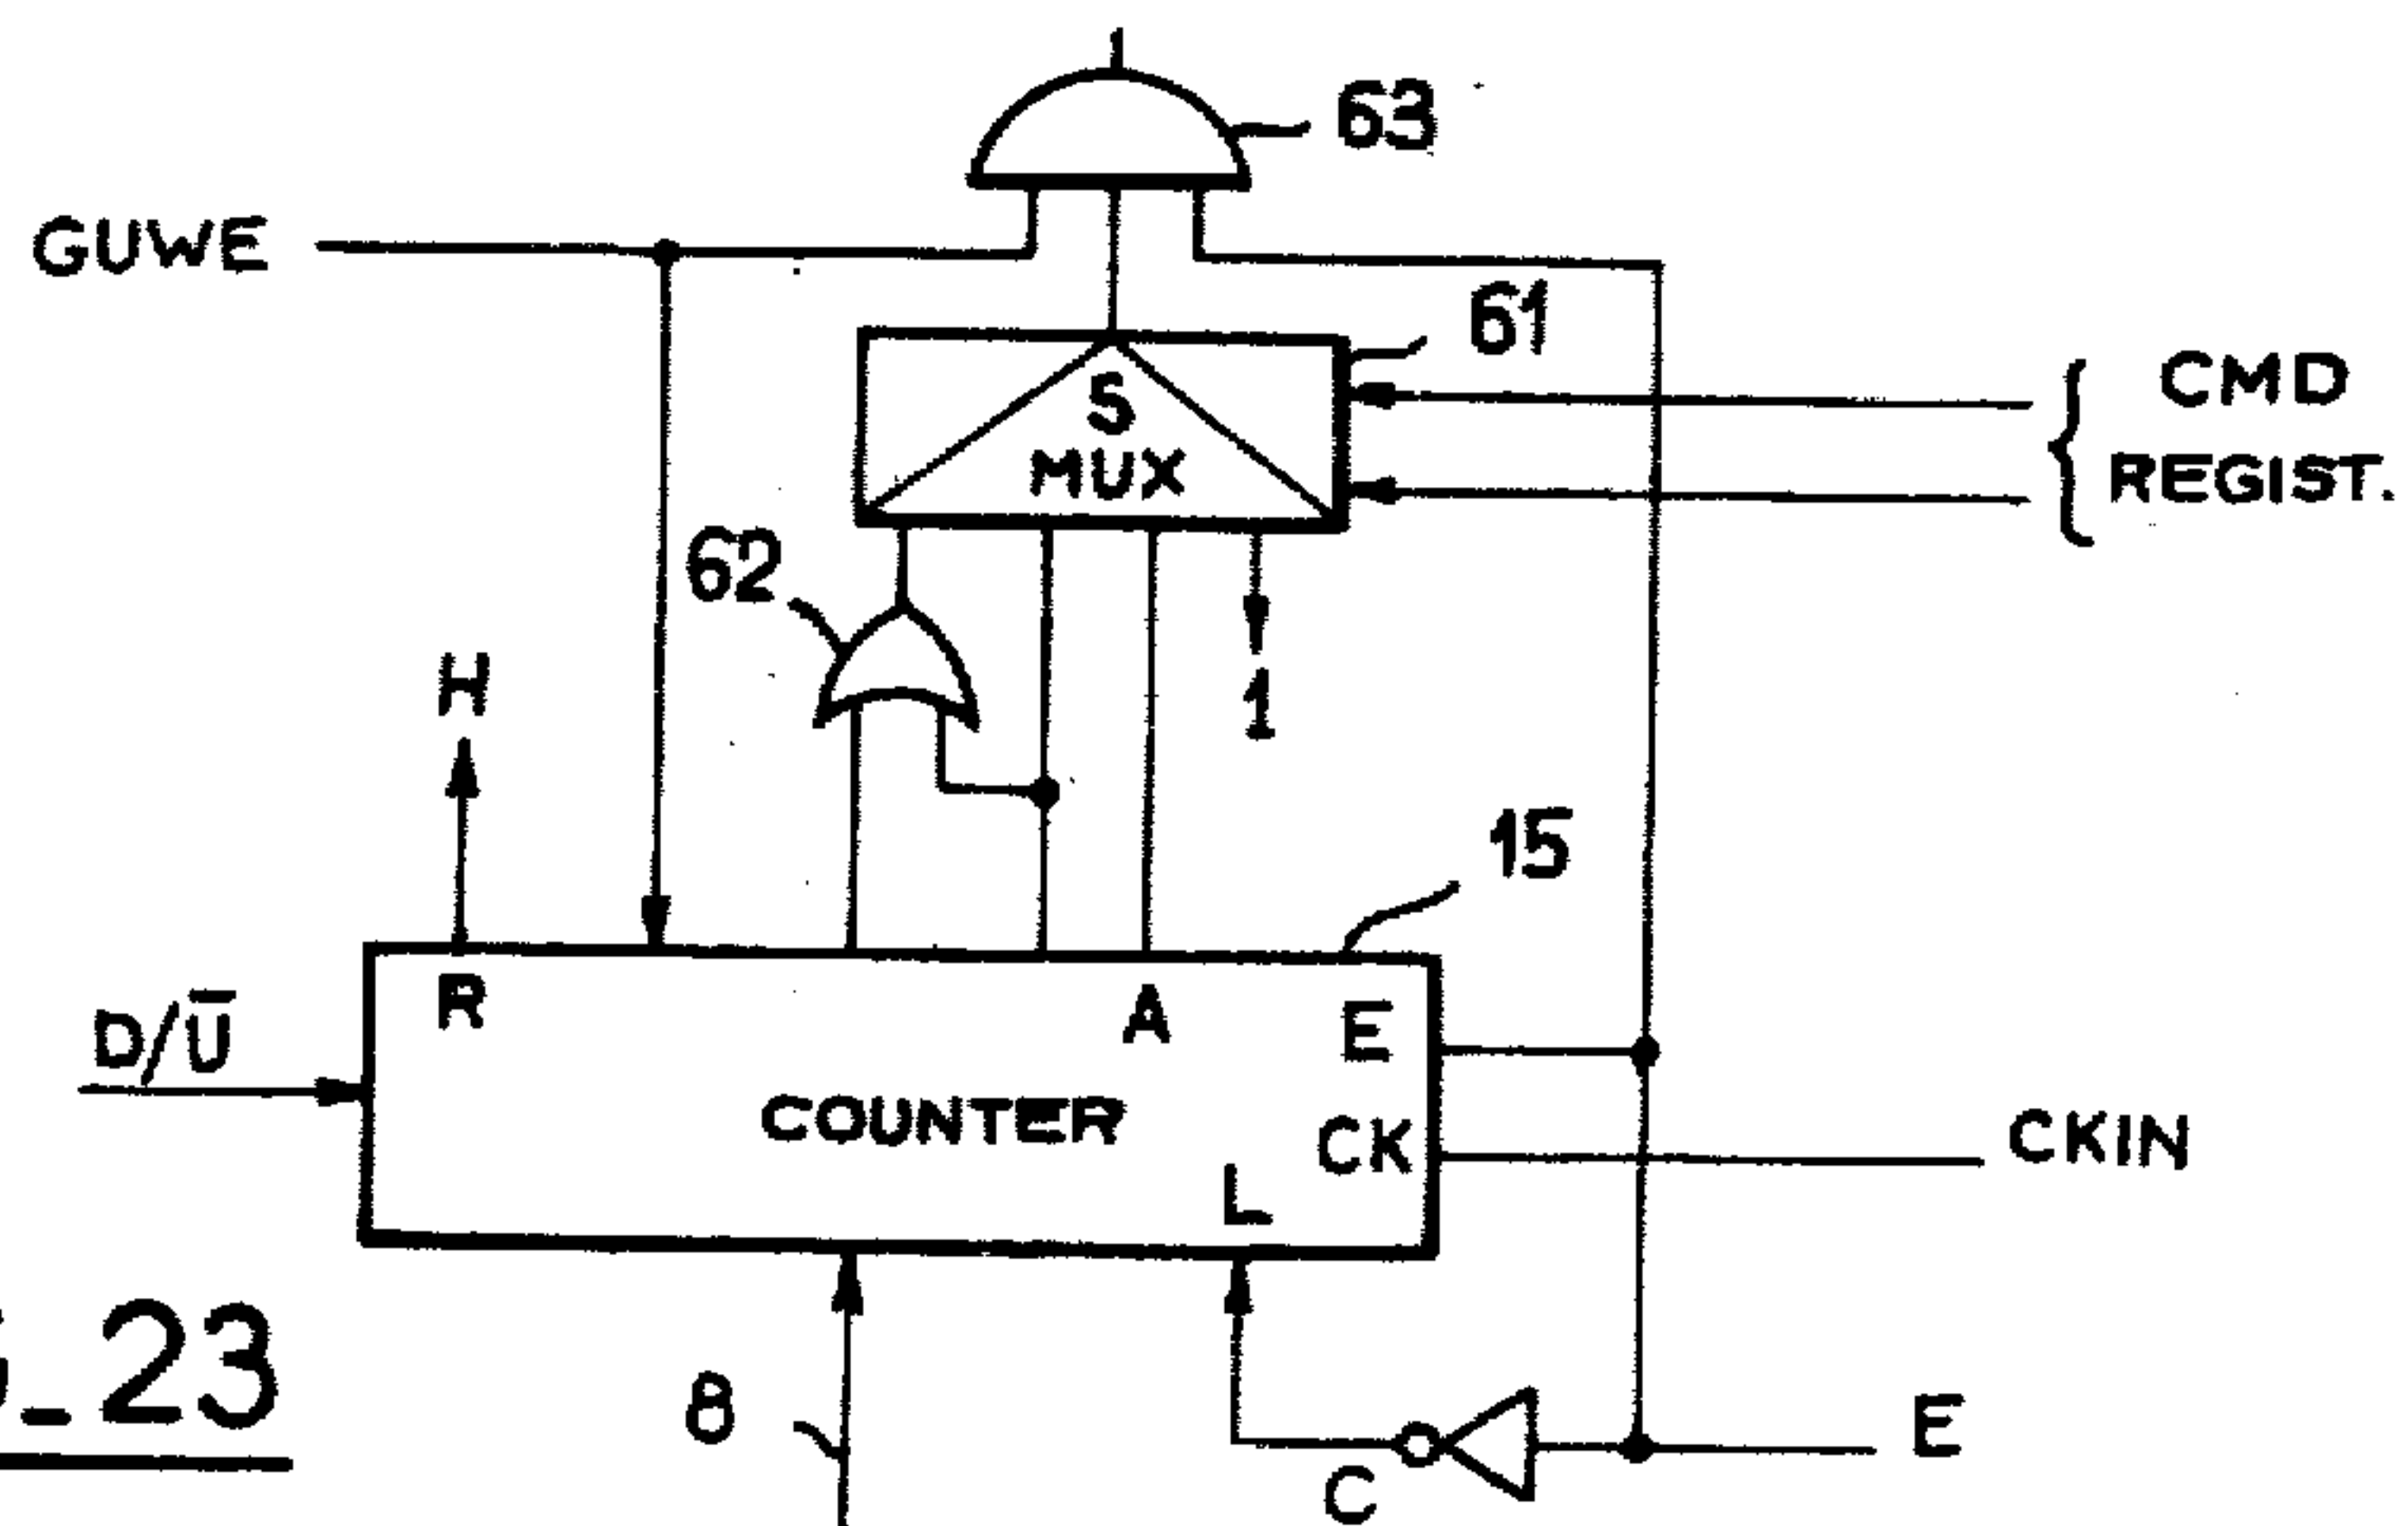 63
GUWE
61
CMD
REGIST.
S
MUX
62
H
1
15
R
A
E
D/U̅
COUNTER
CK
CKIN
L
23
8
E
C